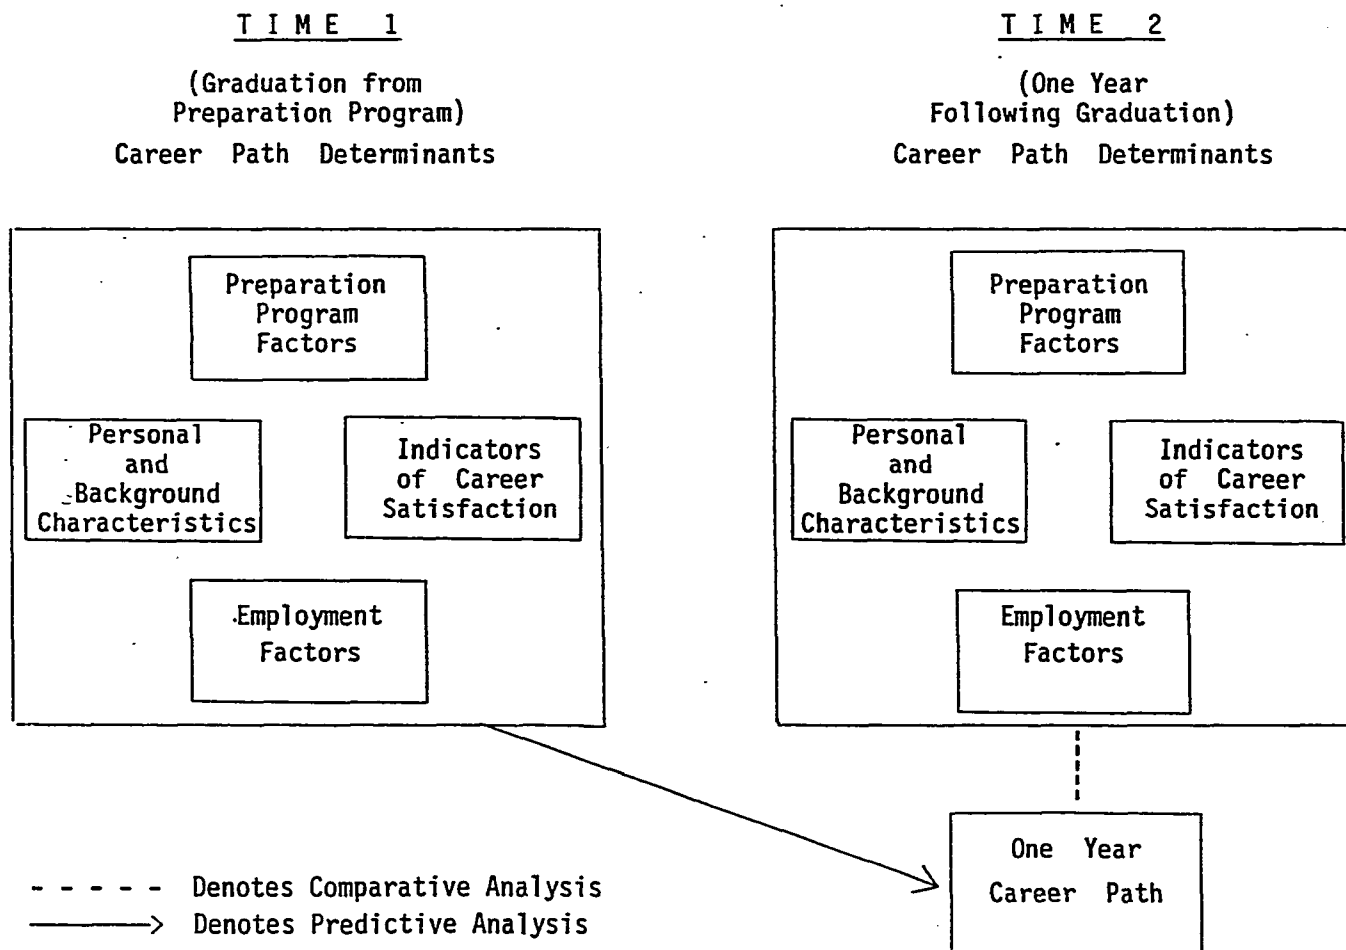 TIME 1
(Graduation from
Preparation Program)
Career Path Determinants
Preparation
Program
Factors
Personal
and
Background
Characteristics
Indicators
of Career
Satisfaction
Employment
Factors
TIME 2
(One Year
Following Graduation)
Career Path Determinants
Preparation
Program
Factors
Personal
and
Background
Characteristics
Indicators
of Career
Satisfaction
Employment
Factors
One Year
Career Path
Denotes Comparative Analysis
Denotes Predictive Analysis